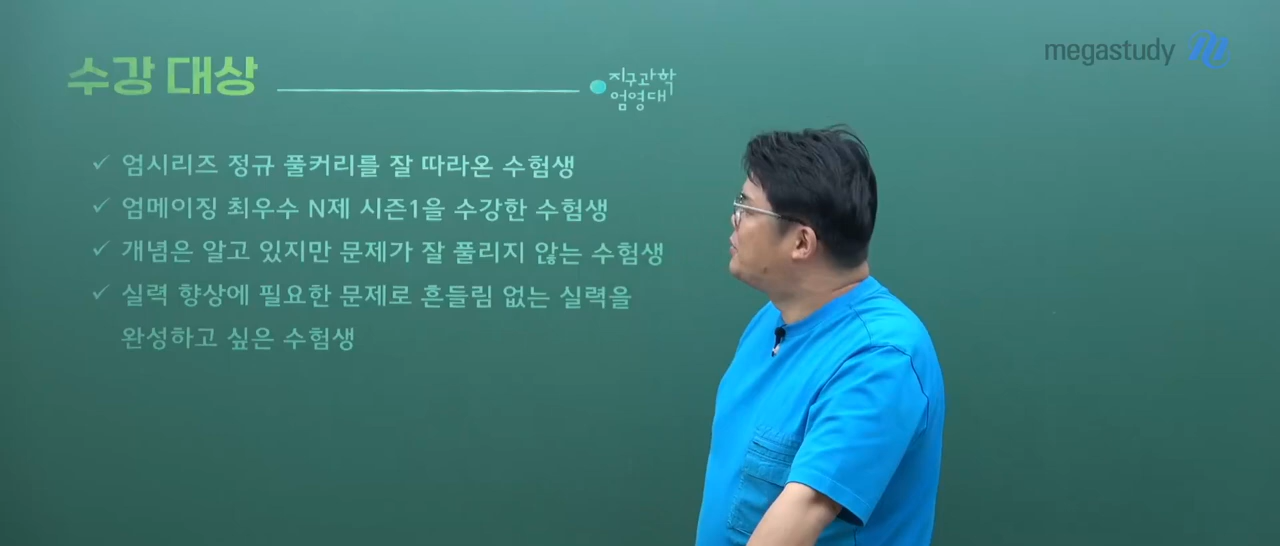 megastudy M
수강 대상
지구과학
엄영대
✓ 엄시리즈 정규 풀커리를 잘 따라온 수험생
✓ 엄메이징 최우수 N제 시즌1을 수강한 수험생
✓ 개념은 알고 있지만 문제가 잘 풀리지 않는 수험생
✓ 실력 향상에 필요한 문제로 흔들림 없는 실력을
완성하고 싶은 수험생